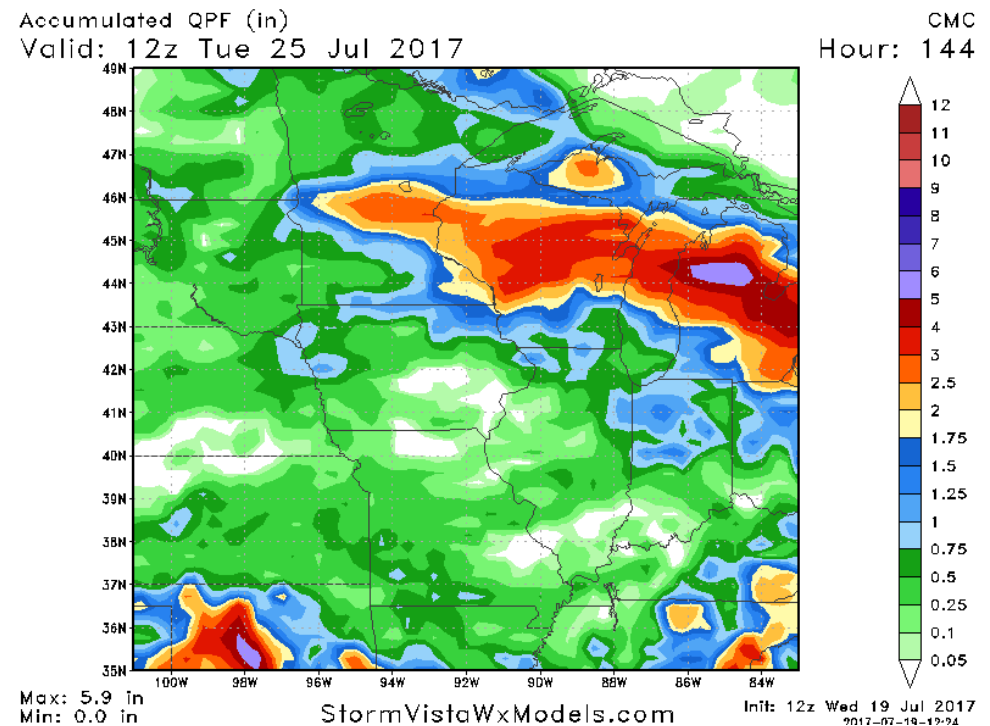 Accumulated QPF (in)
CMC
Valid: 12z Tue 25 Jul 2017
Hour: 144
49N
48N
47N
46N
45N
44N
43N
42N
41N
40N
39N
38N
37N
36N
35N
100W
98W
96W
94W
92W
90W
88W
86W
84W
12
11
10
9
8
7
6
5
4
3
2.5
2
1.75
1.5
1.25
1
0.75
0.5
0.25
0.1
0.05
Max: 5.9 in
Min: 0.0 in
StormVistaWxModels.com
Init: 12z Wed 19 Jul 2017
2017-07-19-12:24